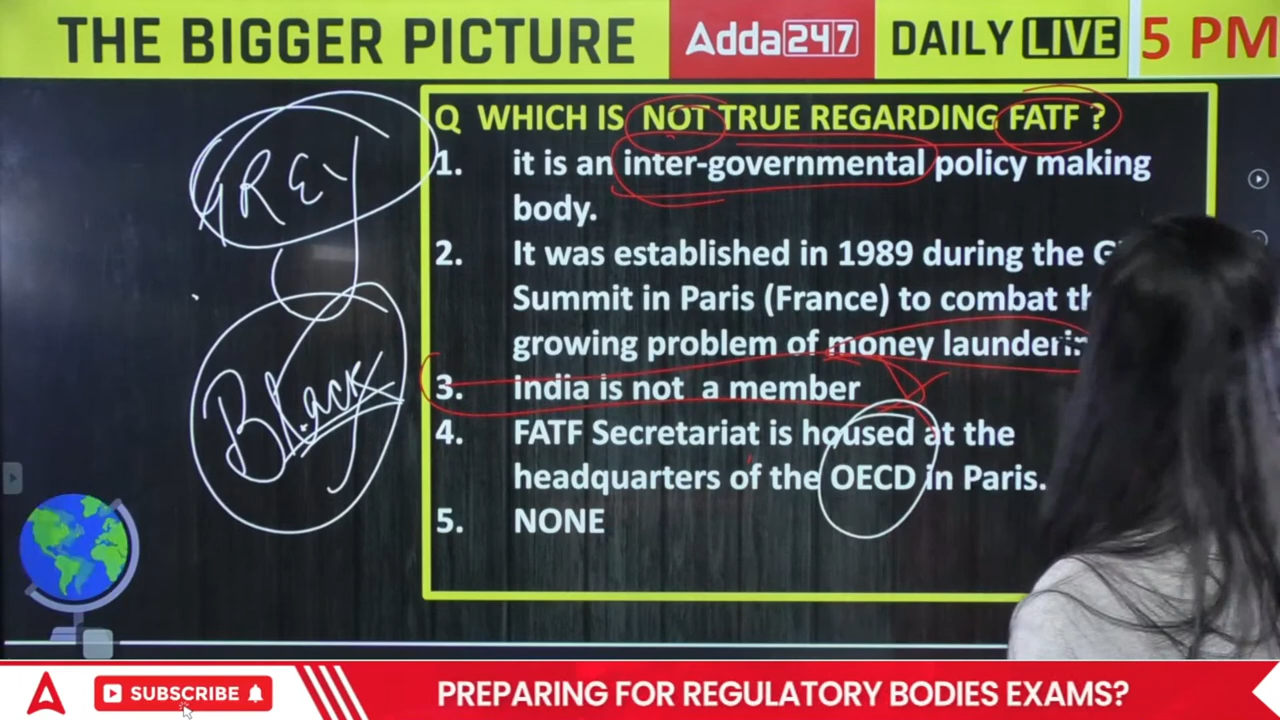 THE BIGGER PICTURE
Adda247
DAILY LIVE
5 PM
Q WHICH IS NOT TRUE REGARDING FATF ?
1. it is an inter-governmental policy making
body.
2. It was established in 1989 during the
Summit in Paris (France) to combat
growing problem of money
3. india is not a member
4. FATF Secretariat is housed at the
headquarters of the OECD in Paris.
5. NONE
GREY
Black
SUBSCRIBE
PREPARING FOR REGULATORY BODIES EXAMS?